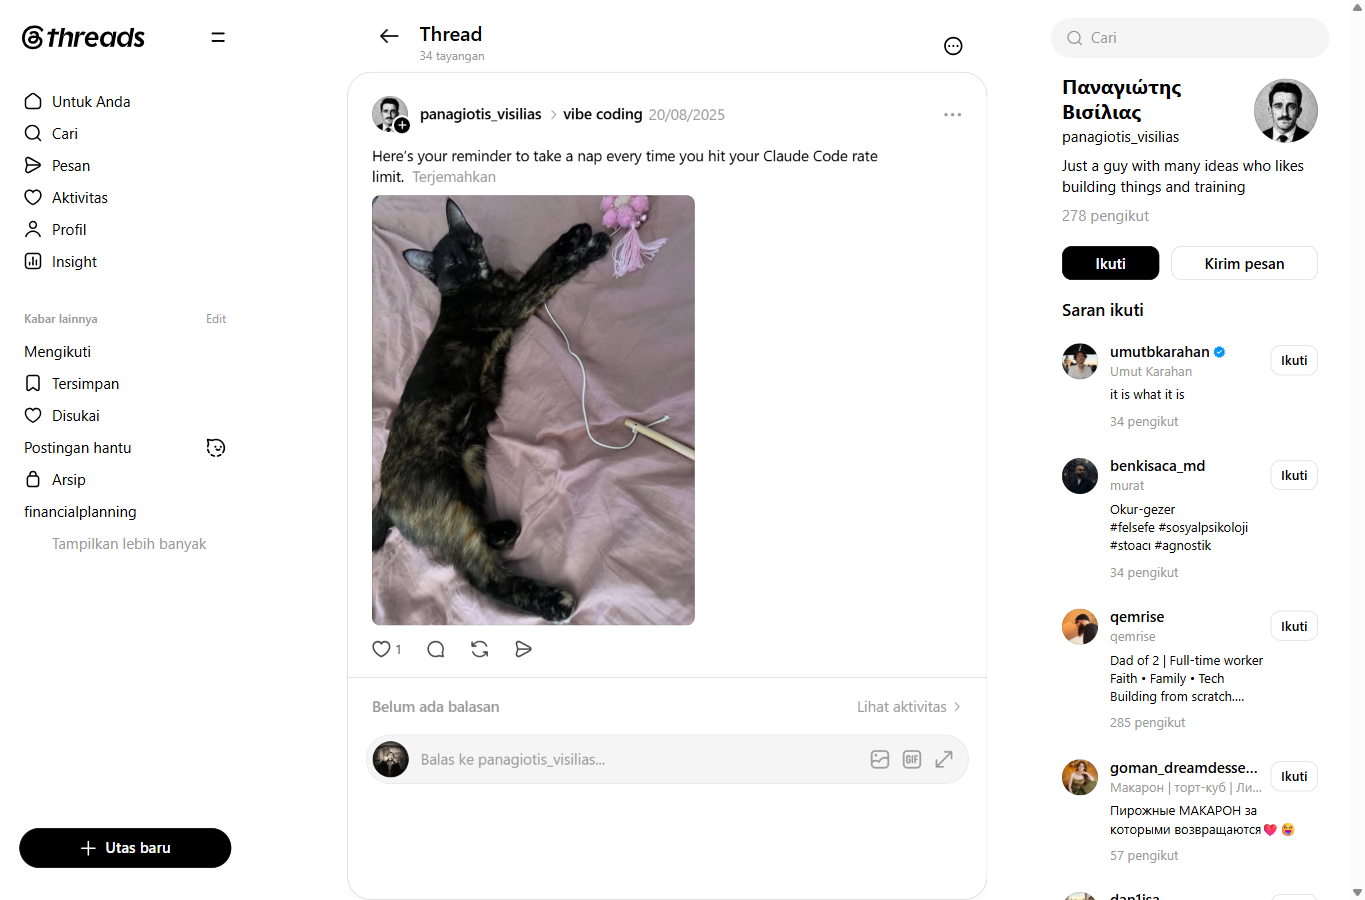 threads
Untuk Anda
Cari
Pesan
Aktivitas
Profil
Insight
Kabar lainnya
Edit
Mengikuti
Tersimpan
Disukai
Postingan hantu
Arsip
financialplanning
Tampilkan lebih banyak
Utas baru
Thread
34 tayangan
panagiotis_visilias > vibe coding 20/08/2025
Here's your reminder to take a nap every time you hit your Claude Code rate
limit. Terjemahkan
1
Belum ada balasan
Lihat aktivitas
Balas ke panagiotis_visilias...
GIF
Cari
Παναγιώτης
Βισίλιας
panagiotis_visilias
Just a guy with many ideas who likes
building things and training
278 pengikut
Ikuti
Kirim pesan
Saran ikuti
umutbkarahan
Umut Karahan
Ikuti
it is what it is
34 pengikut
benkisaca_md
murat
Ikuti
Okur-gezer
#felsefe #sosyalpsikoloji
#stoacı #agnostik
34 pengikut
qemrise
qemrise
Ikuti
Dad of 2 | Full-time worker
Faith • Family • Tech
Building from scratch....
285 pengikut
goman_dreamdesse...
Макарон | торт-куб | Ли...
Ikuti
Пирожные МАКАРОН за
которыми возвращаются💔 😝
57 pengikut